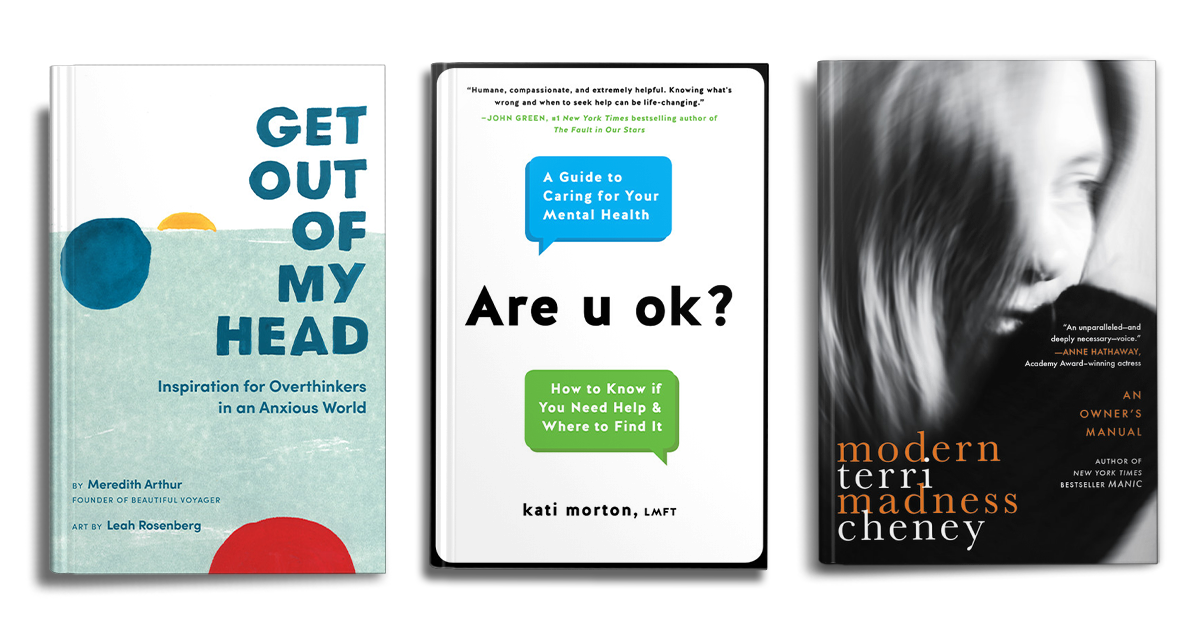 GET
OUT
OF
MY
HEAD
Inspiration for Overthinkers
in an Anxious World
BY Meredith Arthur
FOUNDER OF BEAUTIFUL VOYAGER
ART BY Leah Rosenberg
“Humane, compassionate, and extremely helpful. Knowing what's
wrong and when to seek help can be life-changing.”
–JOHN GREEN, #1 New York Times bestselling author of
The Fault in Our Stars
A Guide to
Caring for Your
Mental Health
Are u ok?
How to Know if
You Need Help &
Where to Find It
kati morton, LMFT
“An unparalleled—and
deeply necessary—voice.”
—ANNE HATHAWAY,
Academy Award–winning actress
AN
OWNER'S
MANUAL
modern
terri
madness
cheney
AUTHOR OF
NEW YORK TIMES
BESTSELLER MANIC